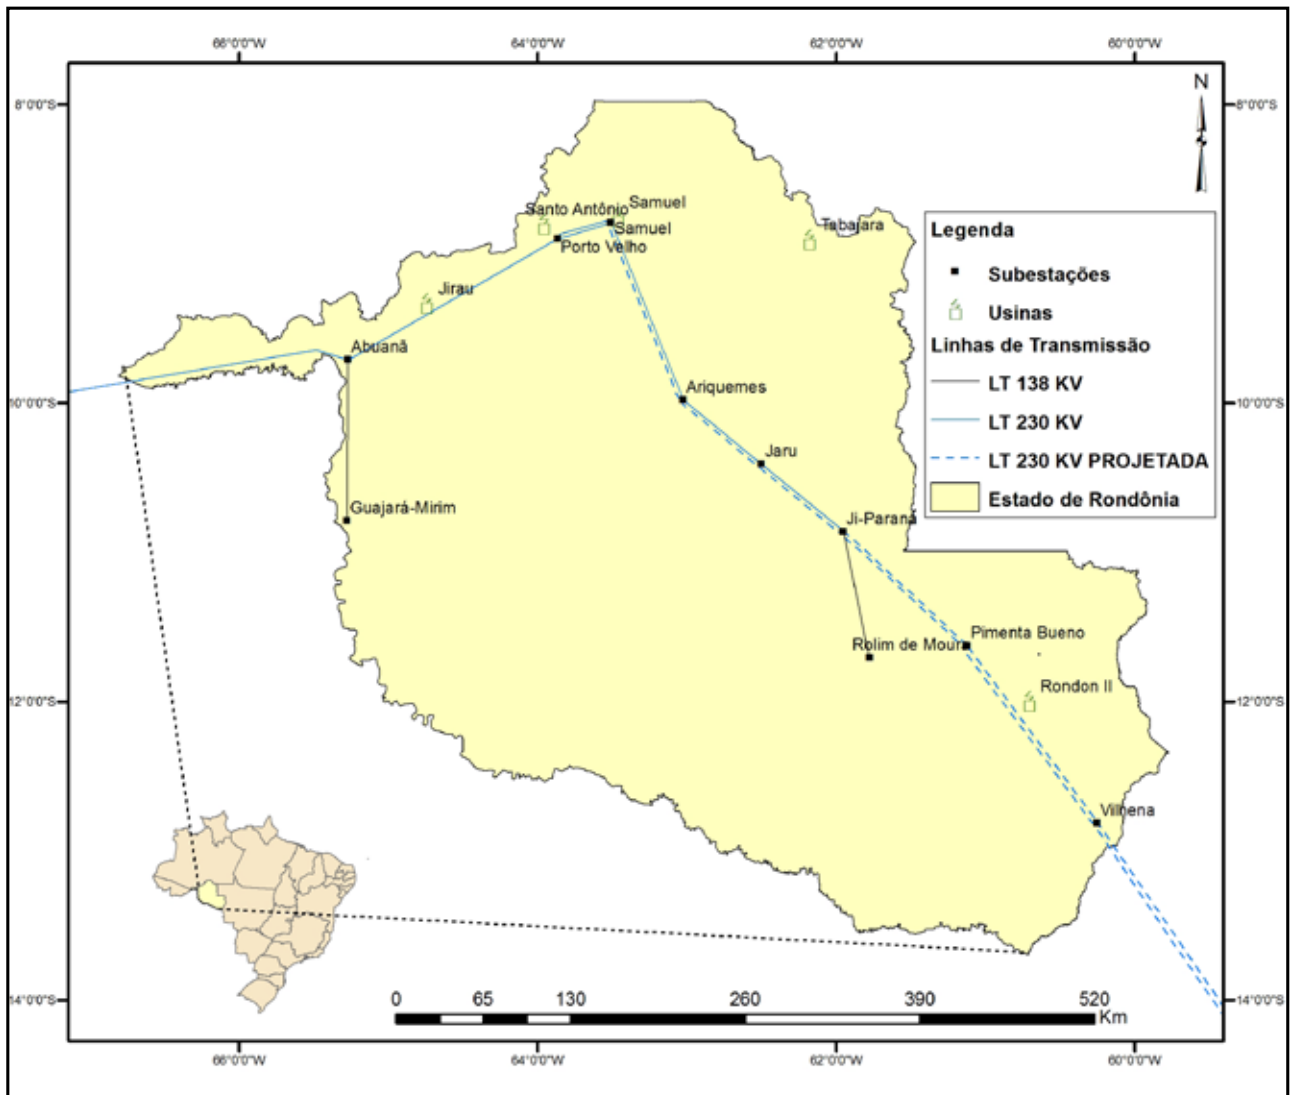 66°0'0"W 64°0'0"W 62°0'0"W 60°0'0"W
8°0'0"S 8°0'0"S
N
Samuel
Santo Antônio
Samuel
Porto Velho
Tabajara
Jirau
Abuanã
Ariquemes
Jaru
Guajará-Mirim
Ji-Paraná
Rolim de Moura
Pimenta Bueno
Rondon II
Vilhena
Legenda
Subestações
Usinas
Linhas de Transmissão
LT 138 KV
LT 230 KV
LT 230 KV PROJETADA
Estado de Rondônia
10°0'0"S 10°0'0"S
12°0'0"S 12°0'0"S
14°0'0"S 14°0'0"S
0 65 130 260 390 520
Km
66°0'0"W 64°0'0"W 62°0'0"W 60°0'0"W